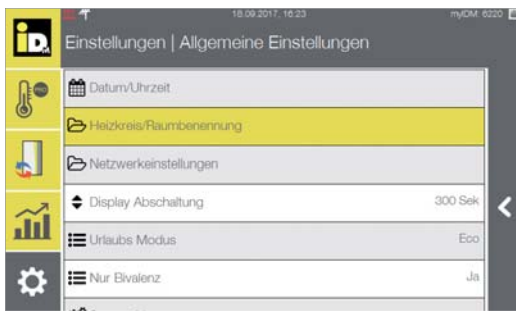 18.09.2017, 16:23
myIDM: 6220
iD
Einstellungen | Allgemeine Einstellungen
PRO
Datum/Uhrzeit
Heizkreis/Raumbenennung
Netzwerkeinstellungen
Display Abschaltung 300 Sek
Urlaubs Modus Eco
Nur Bivalenz Ja